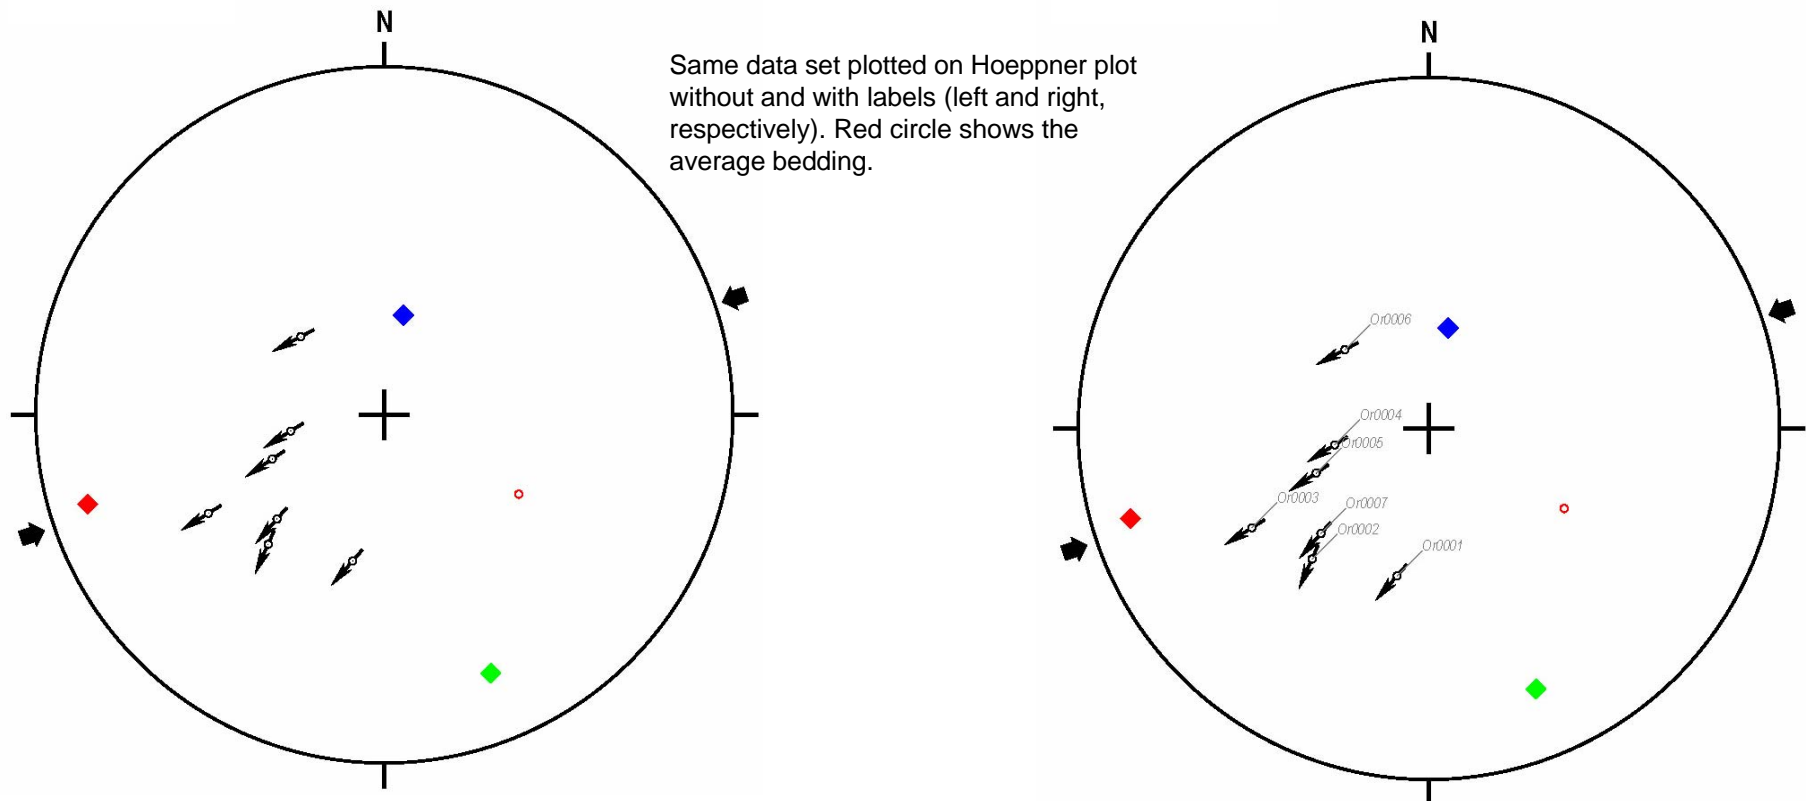 N
N
Same data set plotted on Hoeppner plot
without and with labels (left and right,
respectively). Red circle shows the
average bedding.
Or0006
Or0004
Or0005
Or0003
Or0007
Or0002
Or0001